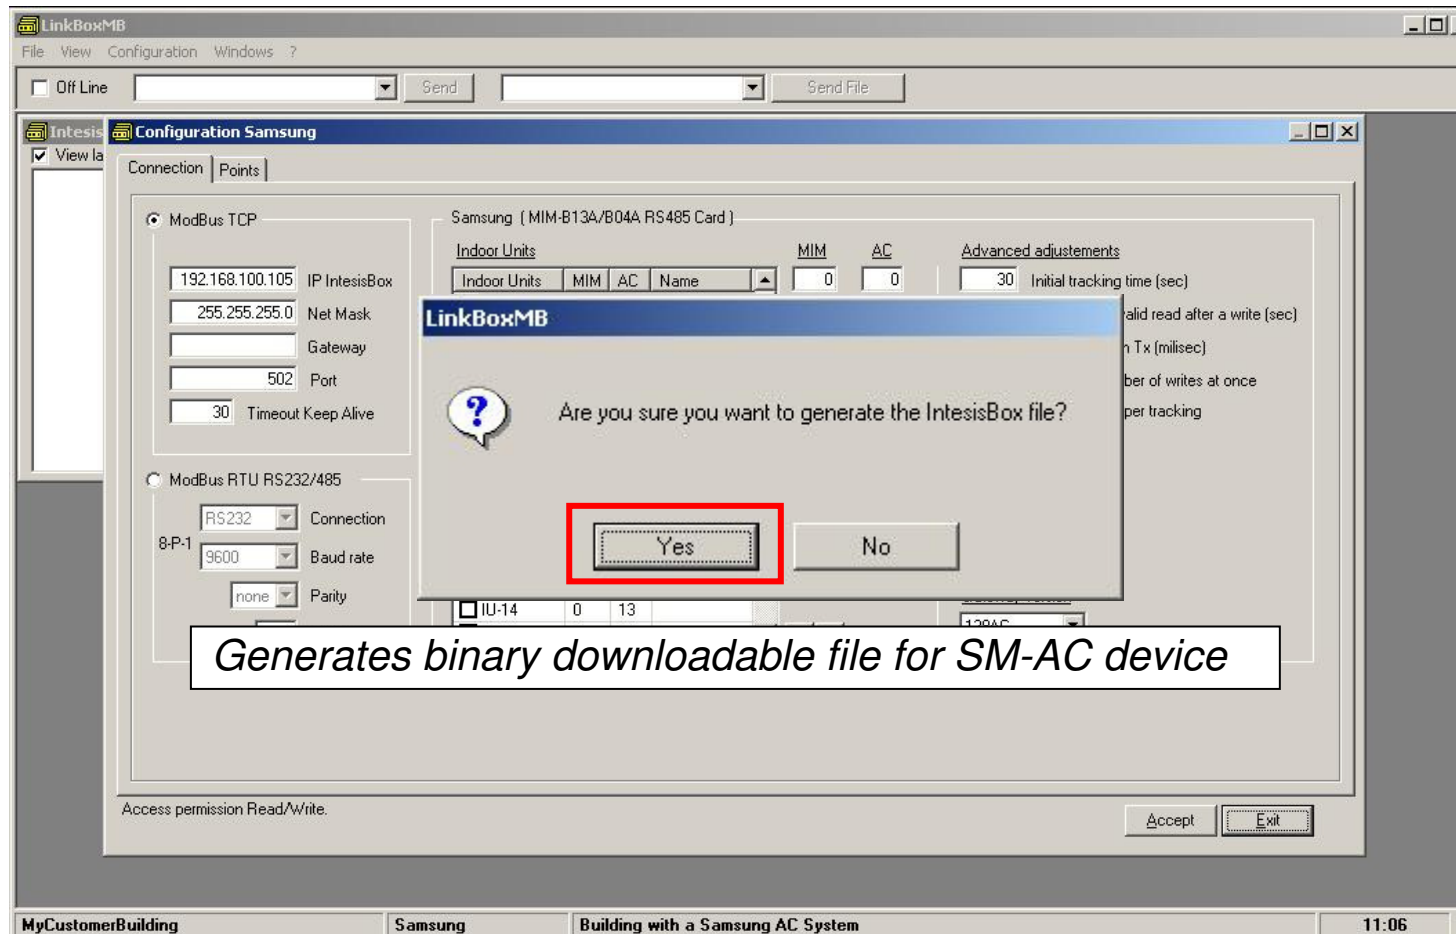 LinkBoxMB
File View Configuration Windows ?
Off Line Send Send File
Intesis Configuration Samsung
View la
Connection Points
ModBus TCP
Samsung ( MIM-B13A/B04A RS485 Card )
Indoor Units MIM AC Advanced adjustements
192.168.100.105 IP IntesisBox
Indoor Units MIM AC Name 0 0 30 Initial tracking time (sec)
255.255.255.0 Net Mask
LinkBoxMB
alid read after a write (sec)
Gateway
Tx (milisec)
502 Port
ber of writes at once
30 Timeout Keep Alive
Are you sure you want to generate the IntesisBox file?
per tracking
ModBus RTU RS232/485
RS232 Connection
8-P-1
9600 Baud rate
Yes No
none Parity
IU-14 0 13
Generates binary downloadable file for SM-AC device
Access permission Read/Write.
Accept Exit
MyCustomerBuilding Samsung Building with a Samsung AC System 11:06